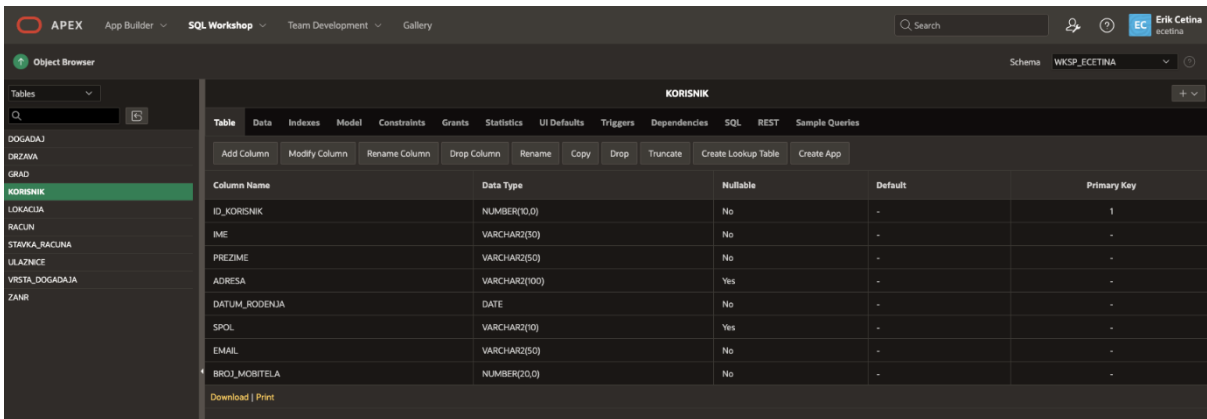 APEX App Builder SQL Workshop Team Development Gallery Search EC Erik Cetina
ecetina
Object Browser Schema WKSP_ECETINA
Tables KORISNIK
Table Data Indexes Model Constraints Grants Statistics UI Defaults Triggers Dependencies SQL REST Sample Queries
Add Column Modify Column Rename Column Drop Column Rename Copy Drop Truncate Create Lookup Table Create App
DOGADAJ
DRZAVA
GRAD
KORISNIK
LOKACIJA
RACUN
STAVKA_RACUNA
ULAZNICE
VRSTA_DOGADAJA
ZANR
Column Name Data Type Nullable Default Primary Key
ID_KORISNIK NUMBER(10,0) No - 1
IME VARCHAR2(30) No - -
PREZIME VARCHAR2(50) No - -
ADRESA VARCHAR2(100) Yes - -
DATUM_RODENJA DATE No - -
SPOL VARCHAR2(10) Yes - -
EMAIL VARCHAR2(50) No - -
BROJ_MOBITELA NUMBER(20,0) No - -
Download | Print